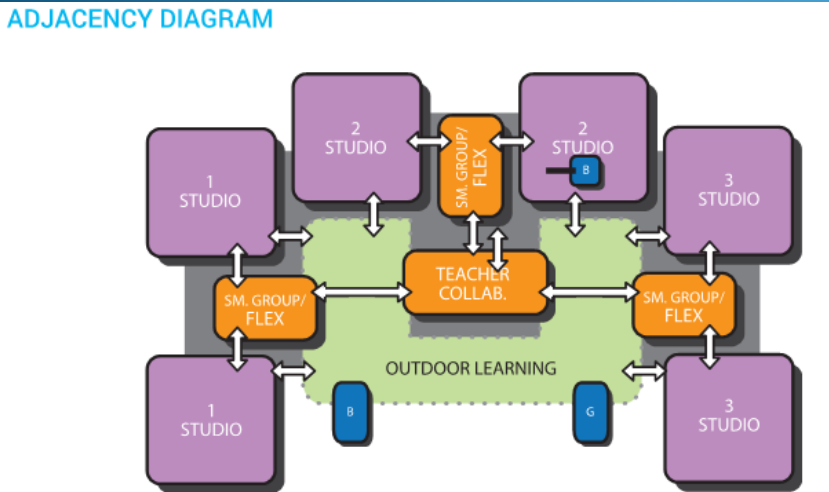 ADJACENCY DIAGRAM
2
STUDIO
SM. GROUP/
FLEX
2
STUDIO
B
1
STUDIO
3
STUDIO
TEACHER
COLLAB.
SM. GROUP/
FLEX
SM. GROUP/
FLEX
OUTDOOR LEARNING
1
STUDIO
B
G
3
STUDIO